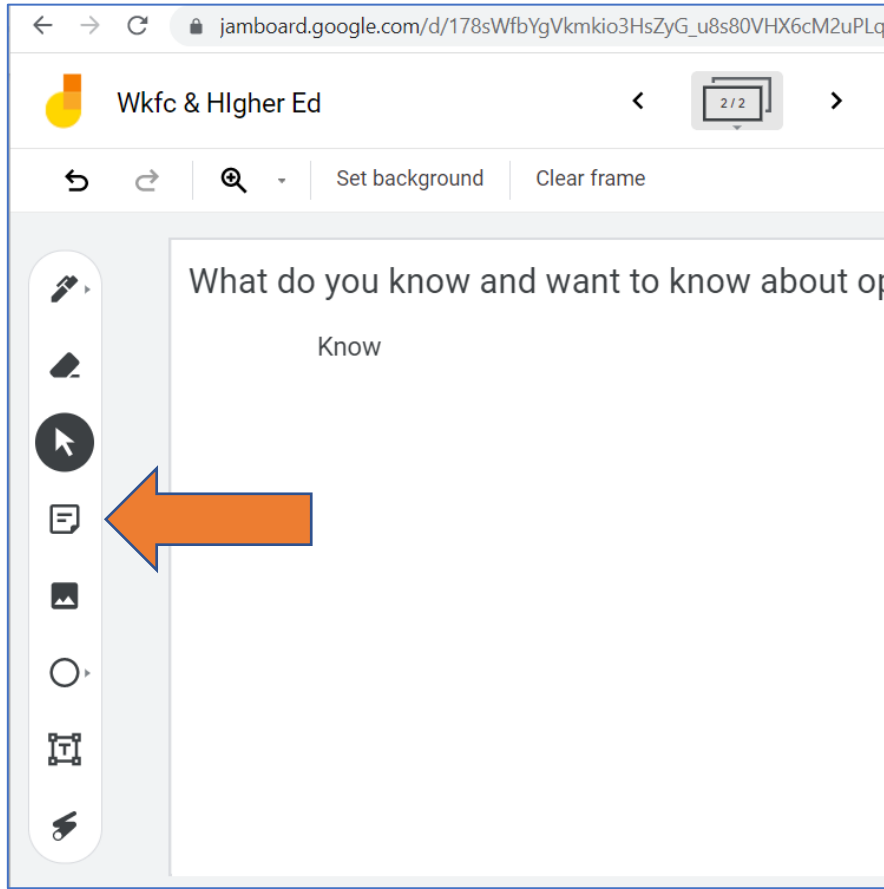 jamboard.google.com/d/178sWfbYgVkmkio3HsZyG_u8s80VHX6cM2uPLq
Wkfc & HIgher Ed
2 / 2
Set background Clear frame
What do you know and want to know about op
Know
T